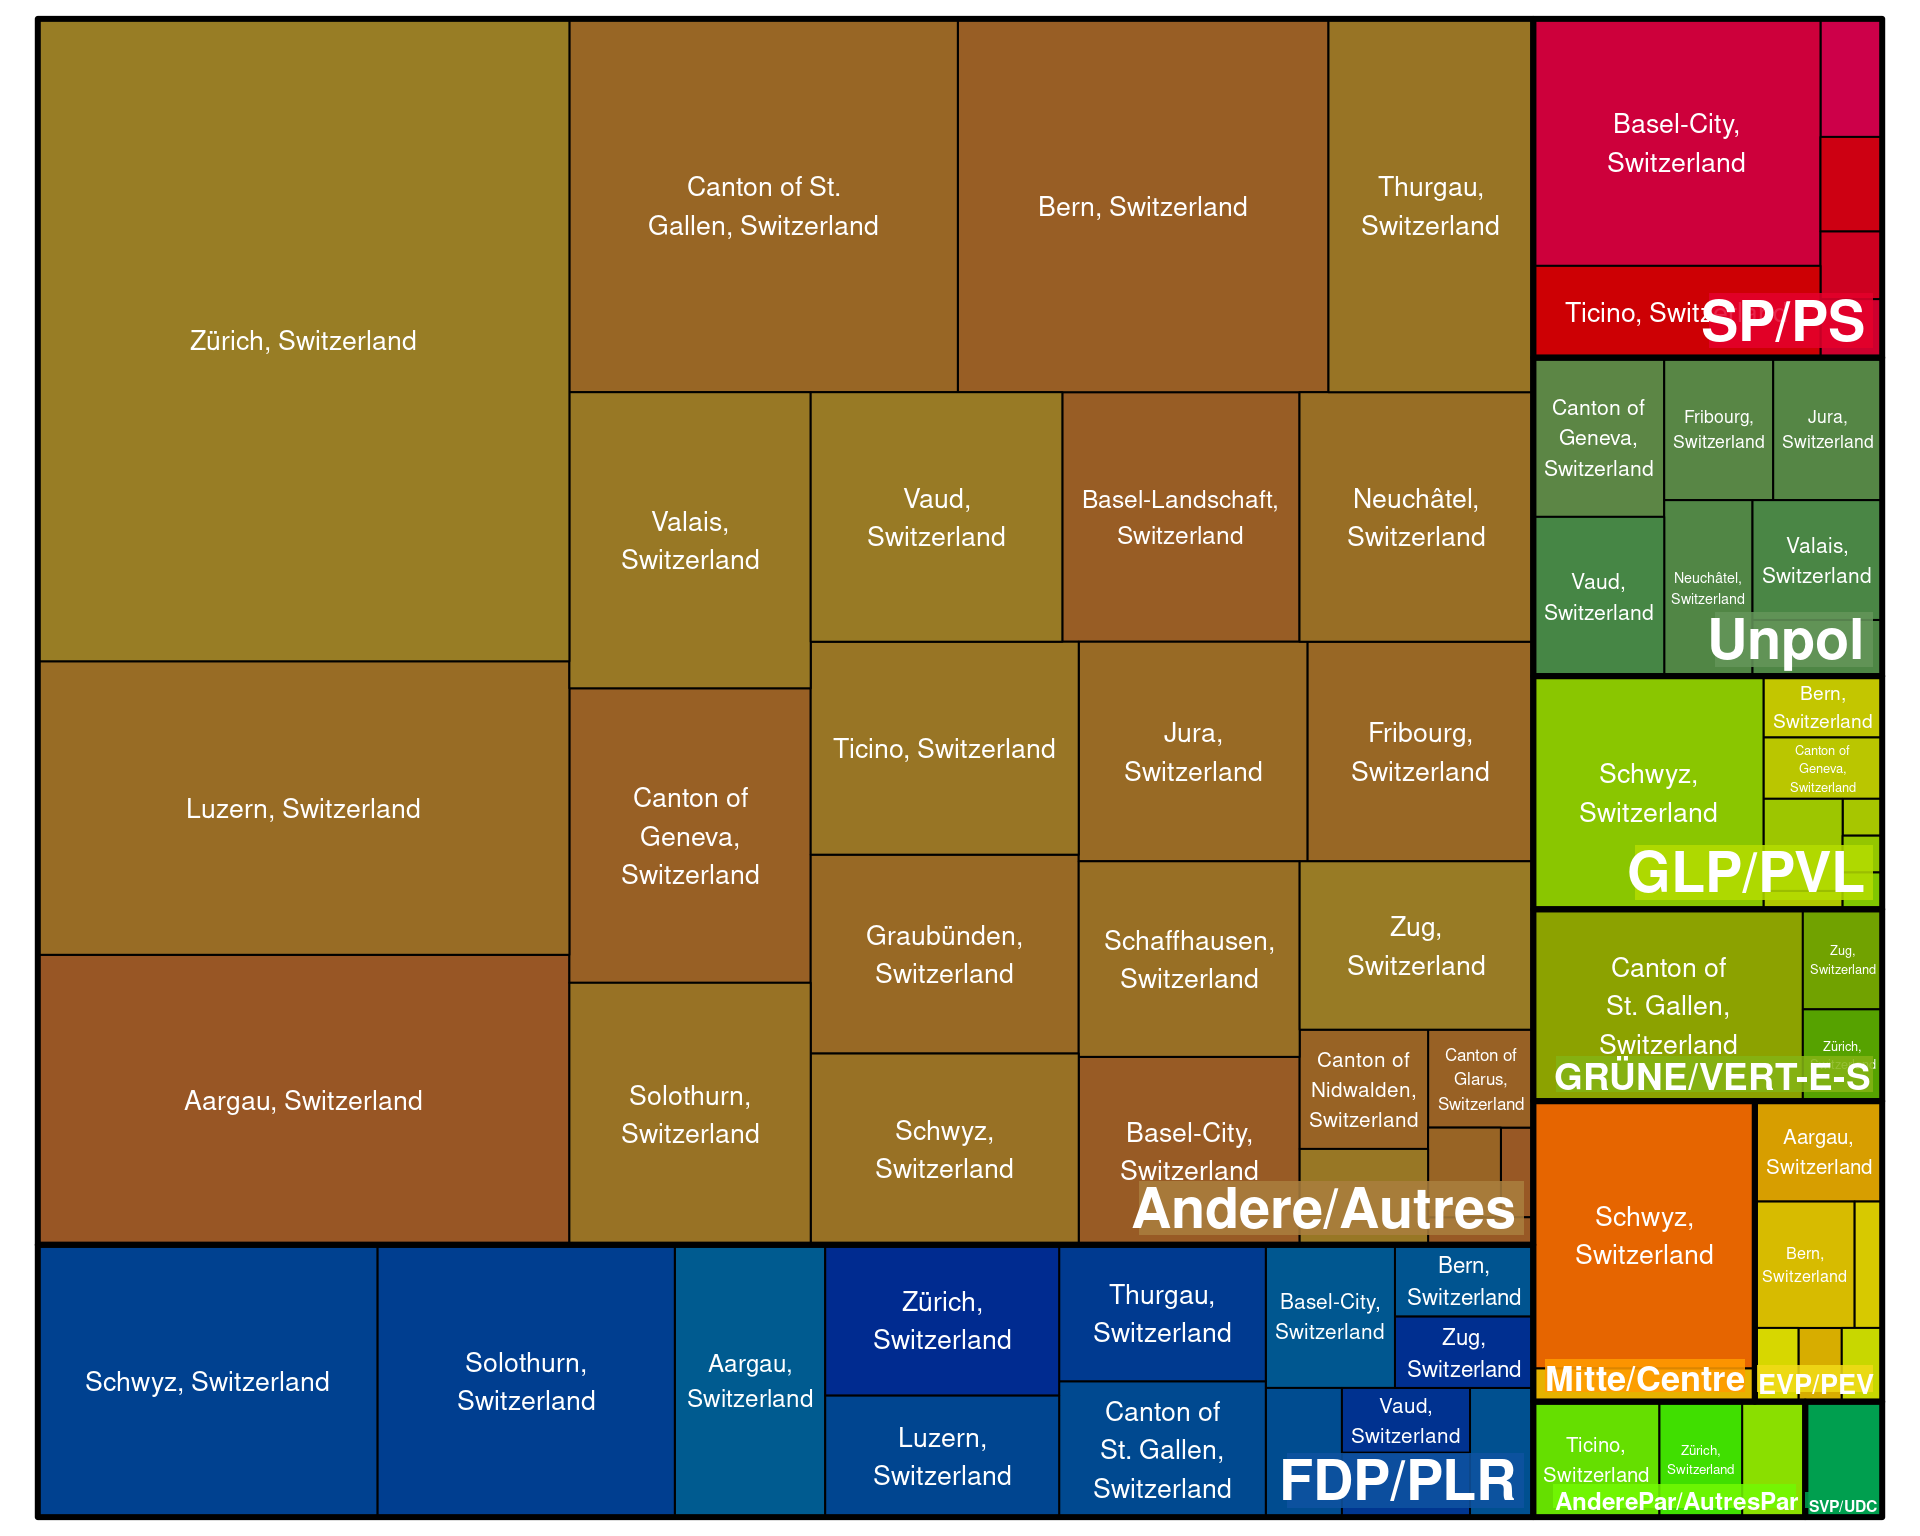 Zürich, Switzerland
Luzern, Switzerland
Aargau, Switzerland
Canton of St.
Gallen, Switzerland
Bern, Switzerland
Thurgau,
Switzerland
Valais,
Switzerland
Vaud,
Switzerland
Basel-Landschaft,
Switzerland
Neuchâtel,
Switzerland
Canton of
Geneva,
Switzerland
Ticino, Switzerland
Jura,
Switzerland
Fribourg,
Switzerland
Solothurn,
Switzerland
Graubünden,
Switzerland
Schaffhausen,
Switzerland
Zug,
Switzerland
Schwyz,
Switzerland
Basel-City,
Switzerland
Canton of
Nidwalden,
Switzerland
Canton of
Glarus,
Switzerland
Andere/Autres
Schwyz, Switzerland
Solothurn,
Switzerland
Aargau,
Switzerland
Zürich,
Switzerland
Luzern,
Switzerland
Thurgau,
Switzerland
Canton of
St. Gallen,
Switzerland
Basel-City,
Switzerland
Bern,
Switzerland
Zug,
Switzerland
Vaud,
Switzerland
FDP/PLR
Basel-City,
Switzerland
Ticino, Switzerland
SP/PS
Canton of
Geneva,
Switzerland
Fribourg,
Switzerland
Jura,
Switzerland
Vaud,
Switzerland
Neuchâtel,
Switzerland
Valais,
Switzerland
Unpol
Schwyz,
Switzerland
Bern,
Switzerland
Canton of
Geneva,
Switzerland
GLP/PVL
Canton of
St. Gallen,
Switzerland
Zug,
Switzerland
Zürich,
Switzerland
GRÜNE/VERT-E-S
Schwyz,
Switzerland
Mitte/Centre
Aargau,
Switzerland
Bern,
Switzerland
EVP/PEV
Ticino,
Switzerland
Zürich,
Switzerland
AnderePar/AutresPar
SVP/UDC